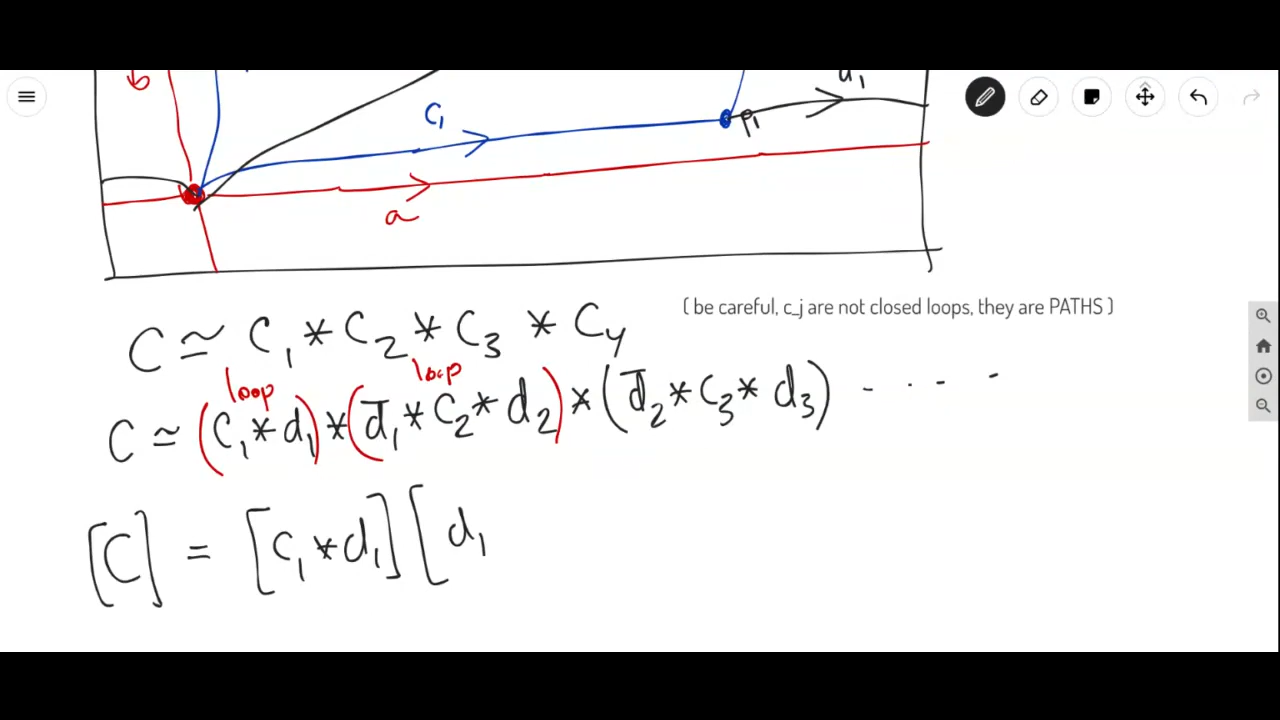 b
d₁
c₁
p₁
a
C ≃ C₁ * C₂ * C₃ * C₄
( be careful, c_j are not closed loops, they are PATHS )
loop loop
C ≃ (C₁ * d₁) * (d̅₁ * C₂ * d₂) * (d̅₂ * C₃ * d₃) - - - -
[C] = [C₁ * d₁] [ d₁